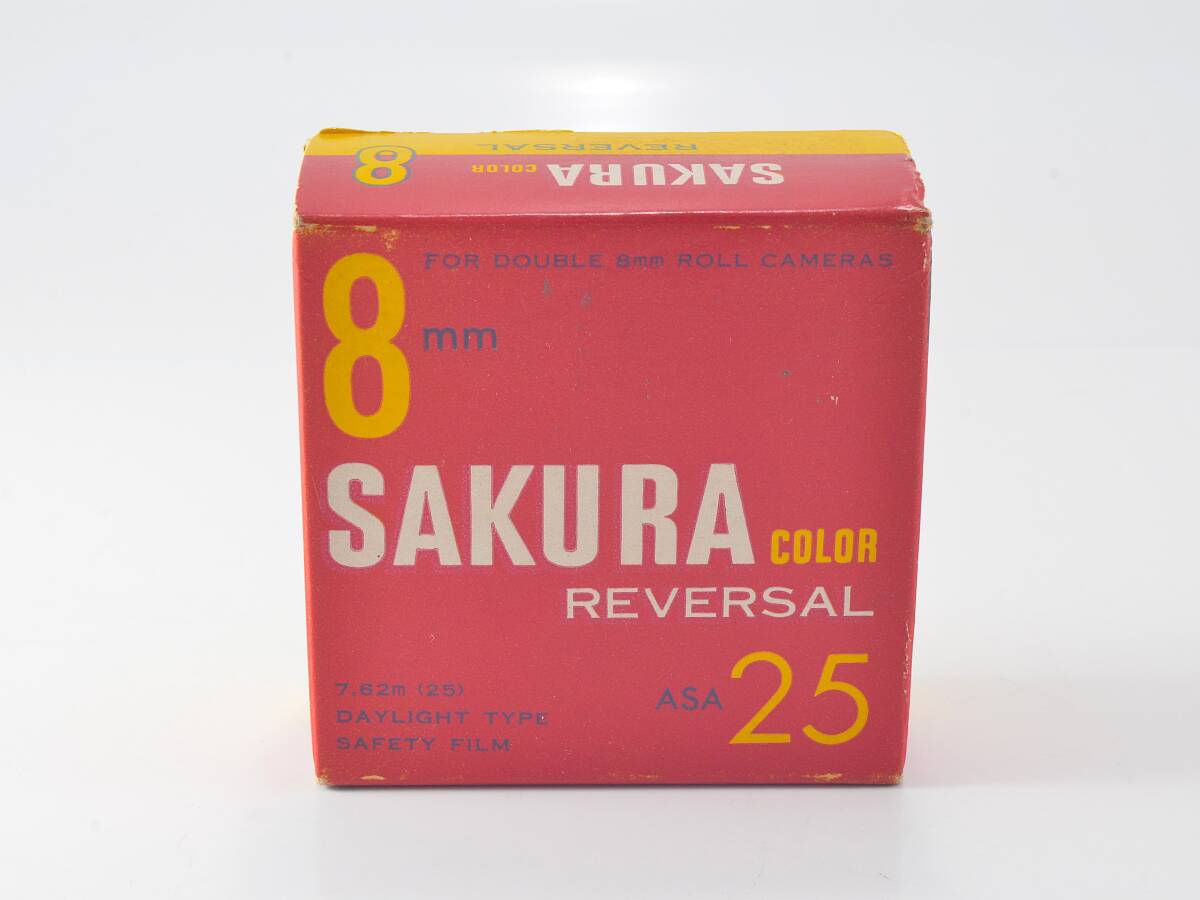 REVERSAL
8 SAKURA COLOR
FOR DOUBLE 8mm ROLL CAMERAS
8 mm
SAKURA COLOR
REVERSAL
7.62m (25)
DAYLIGHT TYPE
SAFETY FILM
ASA 25